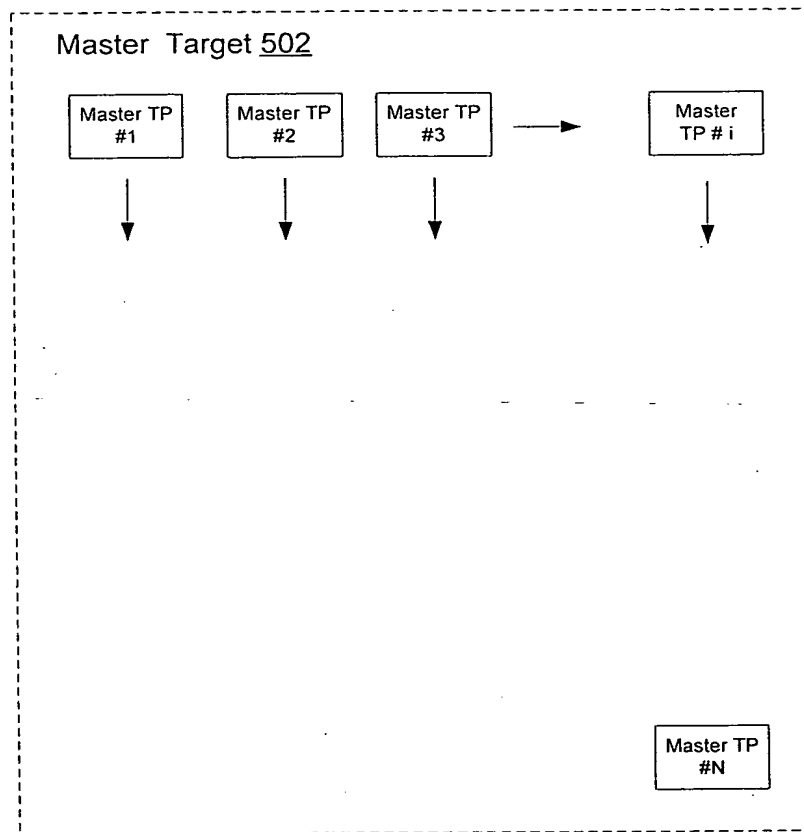 Master Target 502
Master TP
#1
Master TP
#2
Master TP
#3
Master
TP # i
Master TP
#N